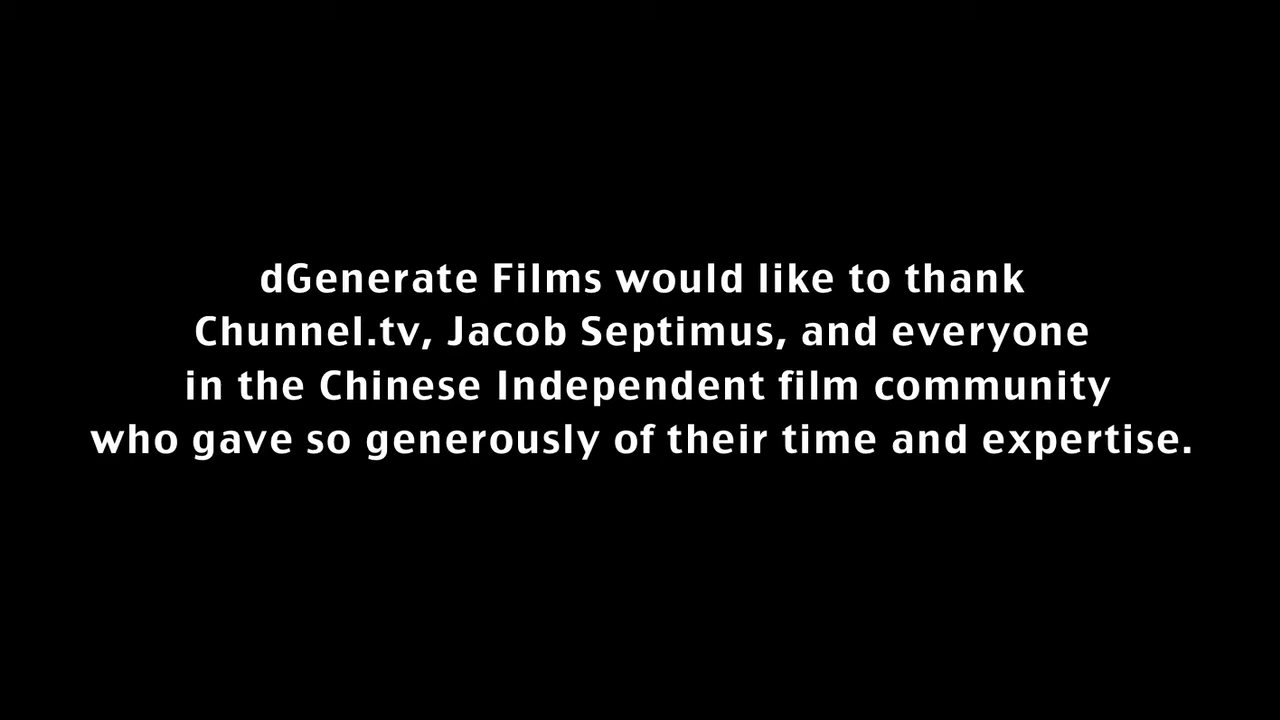 dGenerate Films would like to thank
Chunnel.tv, Jacob Septimus, and everyone
in the Chinese Independent film community
who gave so generously of their time and expertise.